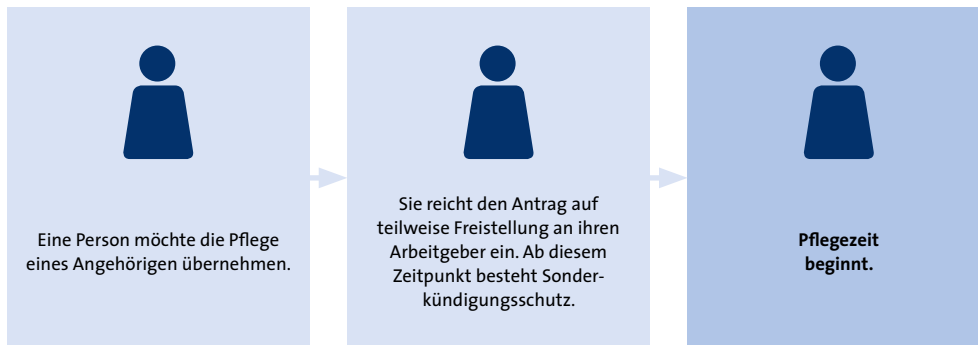 Eine Person möchte die Pflege
eines Angehörigen übernehmen.
Sie reicht den Antrag auf
teilweise Freistellung an ihren
Arbeitgeber ein. Ab diesem
Zeitpunkt besteht Sonder-
kündigungsschutz.
Pflegezeit
beginnt.